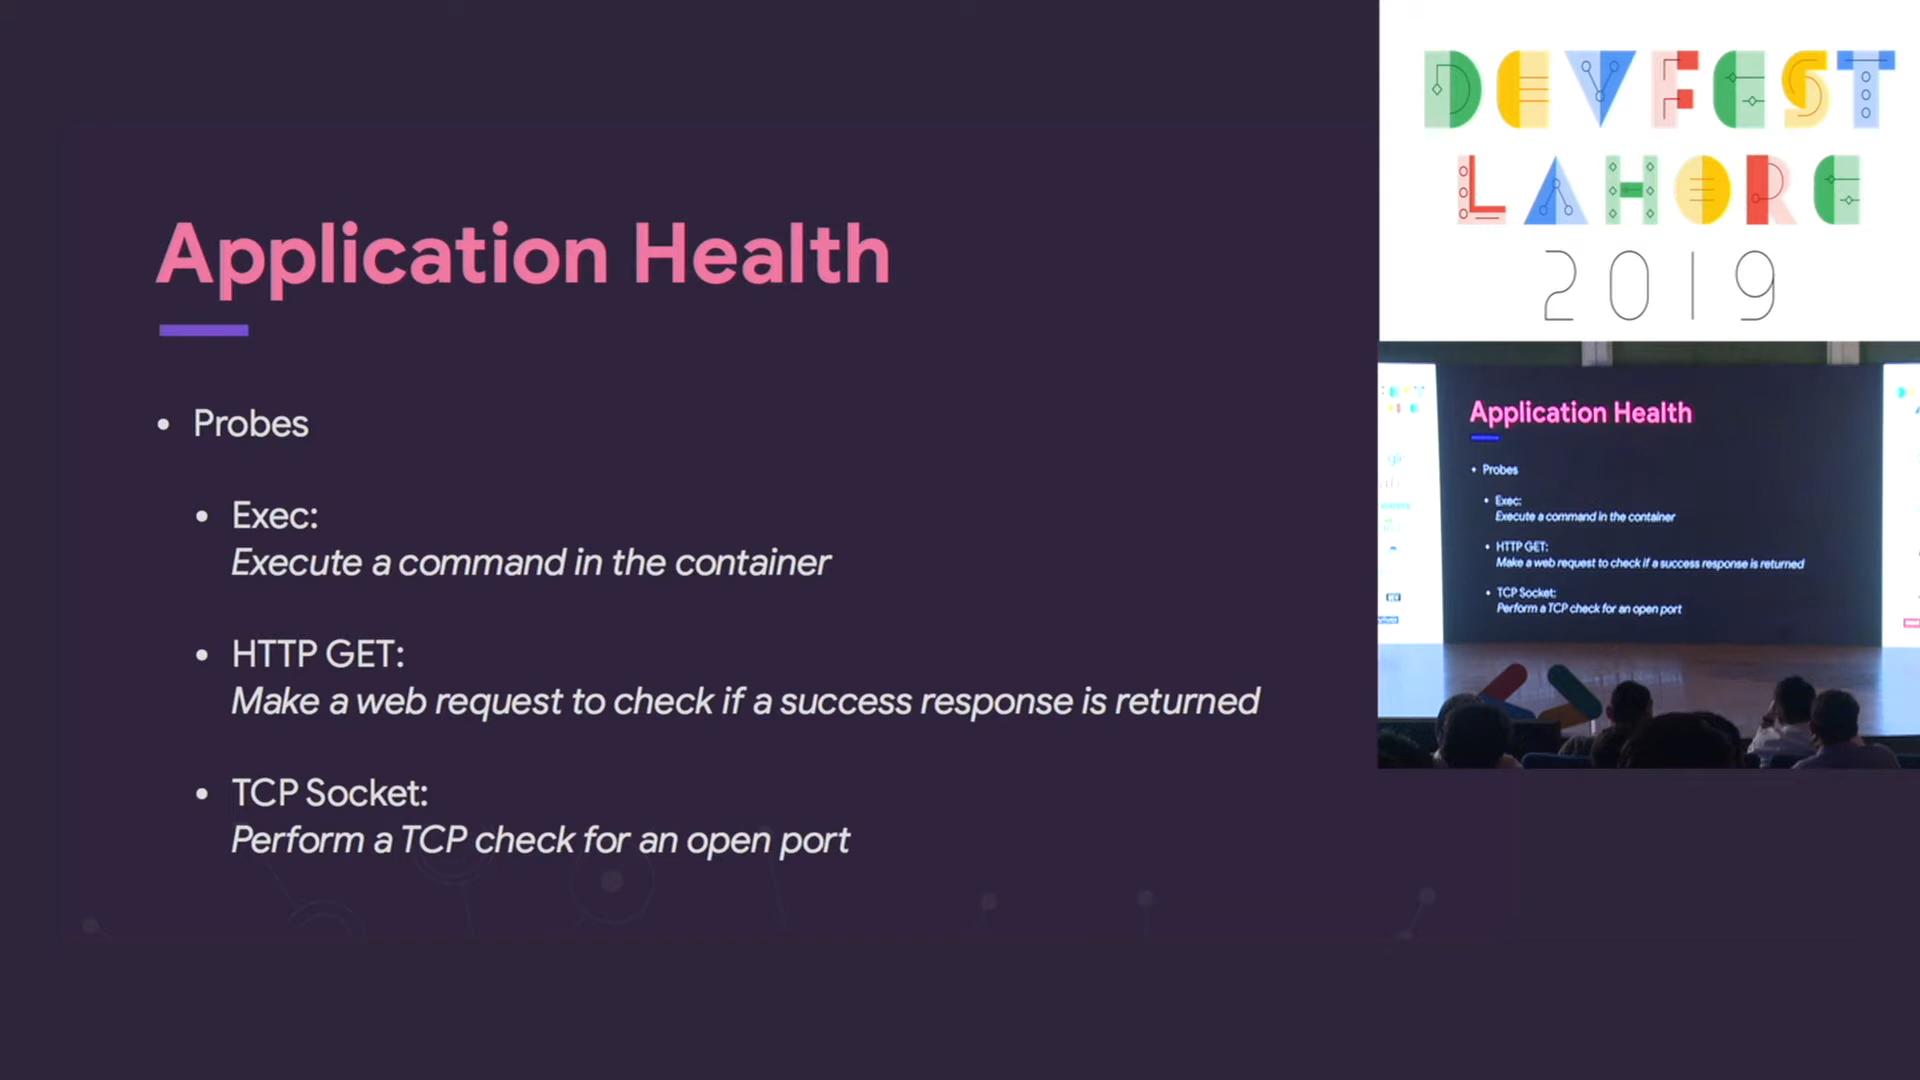 Application Health
• Probes
• Exec:
Execute a command in the container
• HTTP GET:
Make a web request to check if a success response is returned
• TCP Socket:
Perform a TCP check for an open port
DEVFEST
LAHORE
2019
Application Health
• Probes
• Exec:
Execute a command in the container
• HTTP GET:
Make a web request to check if a success response is returned
• TCP Socket:
Perform a TCP check for an open port